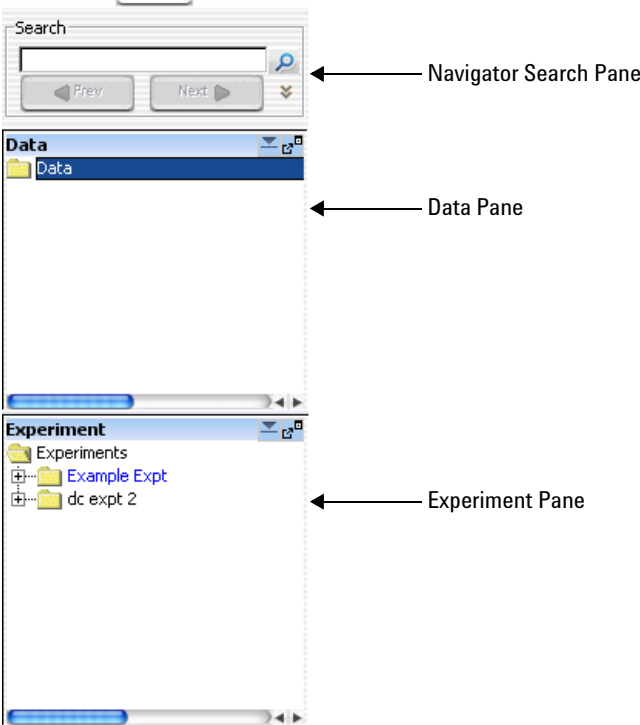 Search
Prev
Next
Navigator Search Pane
Data
Data
Data Pane
Experiment
Experiments
Example Expt
dc expt 2
Experiment Pane